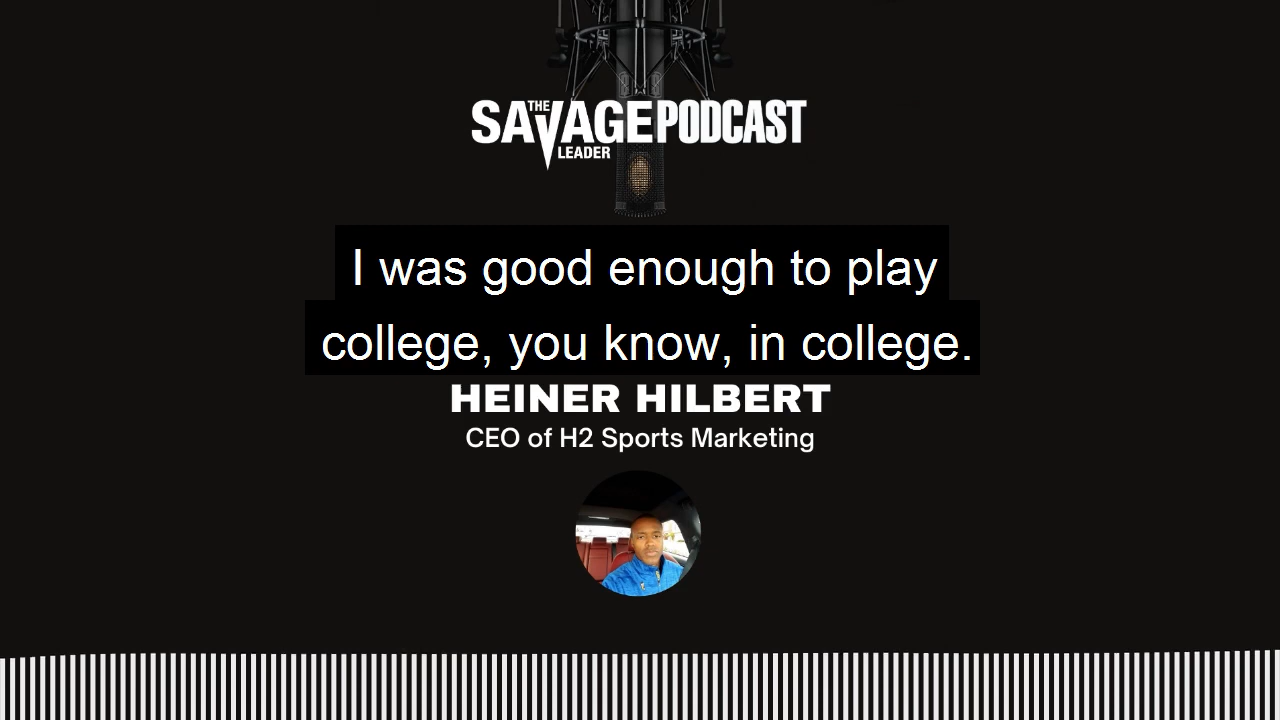 THE SAVAGE PODCAST
LEADER
I was good enough to play
college, you know, in college.
HEINER HILBERT
CEO of H2 Sports Marketing